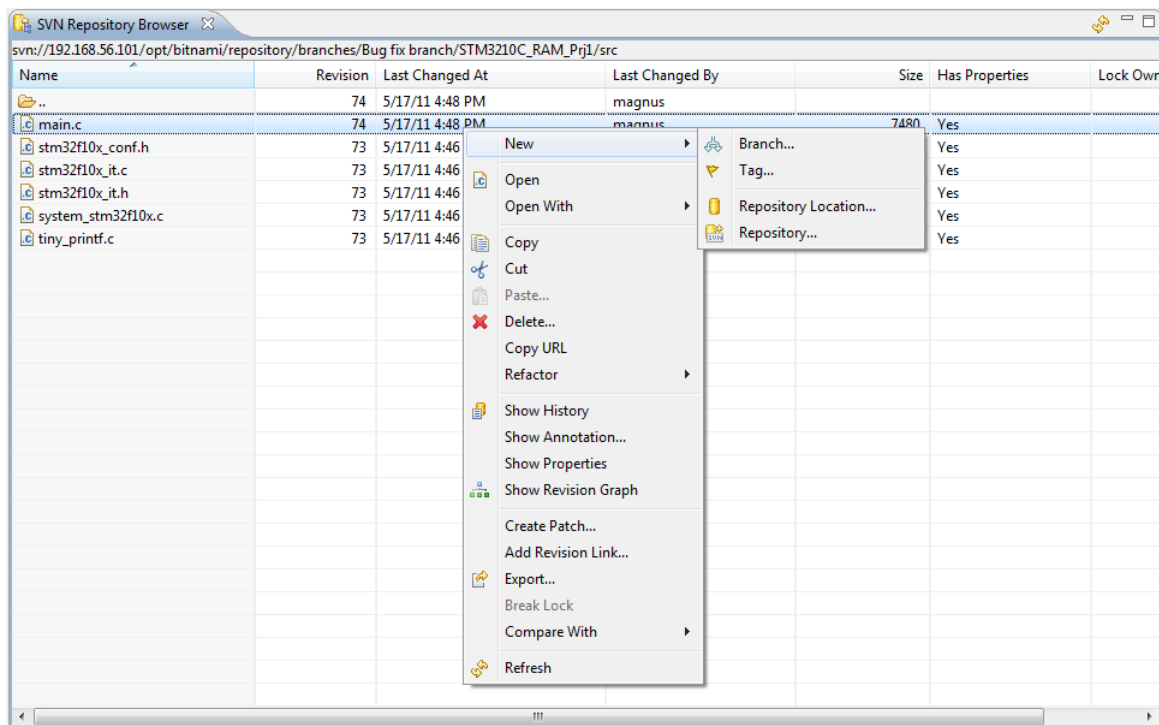 SVN Repository Browser
svn://192.168.56.101/opt/bitnami/repository/branches/Bug fix branch/STM3210C_RAM_Prj1/src
Name Revision Last Changed At Last Changed By Size Has Properties Lock Own
.. 74 5/17/11 4:48 PM magnus
main.c 74 5/17/11 4:48 PM magnus 7480 Yes
stm32f10x_conf.h 73 5/17/11 4:46 Yes
stm32f10x_it.c 73 5/17/11 4:46 Yes
stm32f10x_it.h 73 5/17/11 4:46 Yes
system_stm32f10x.c 73 5/17/11 4:46 Yes
tiny_printf.c 73 5/17/11 4:46 Yes
New
Open
Open With
Copy
Cut
Paste...
Delete...
Copy URL
Refactor
Show History
Show Annotation...
Show Properties
Show Revision Graph
Create Patch...
Add Revision Link...
Export...
Break Lock
Compare With
Refresh
Branch...
Tag...
Repository Location...
SVN Repository...